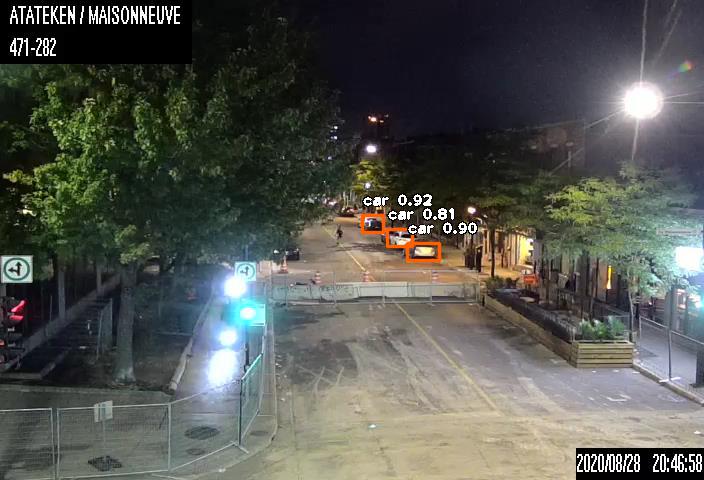 ATATEKEN / MAISONNEUVE
471-282
car 0.92
car 0.81
car 0.90
2020/08/28 20:46:58